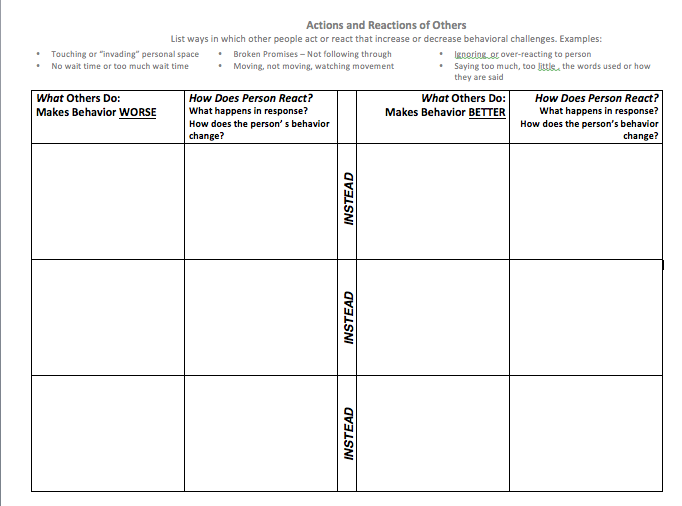 Actions and Reactions of Others
List ways in which other people act or react that increase or decrease behavioral challenges. Examples:
• Touching or “invading” personal space
• No wait time or too much wait time
• Broken Promises – Not following through
• Moving, not moving, watching movement
• Ignoring or over-reacting to person
• Saying too much, too little, the words used or how
they are said
What Others Do:
Makes Behavior WORSE
How Does Person React?
What happens in response?
How does the person’ s behavior
change?
What Others Do:
Makes Behavior BETTER
How Does Person React?
What happens in response?
How does the person’s behavior
change?
INSTEAD
INSTEAD
INSTEAD